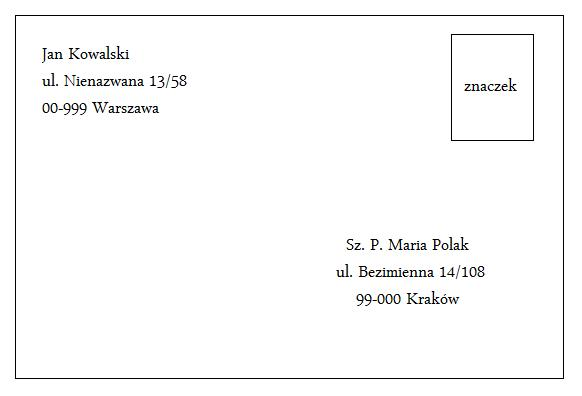 Jan Kowalski
ul. Nienazwana 13/58
00-999 Warszawa
znaczek
Sz. P. Maria Polak
ul. Bezimienna 14/108
99-000 Kraków